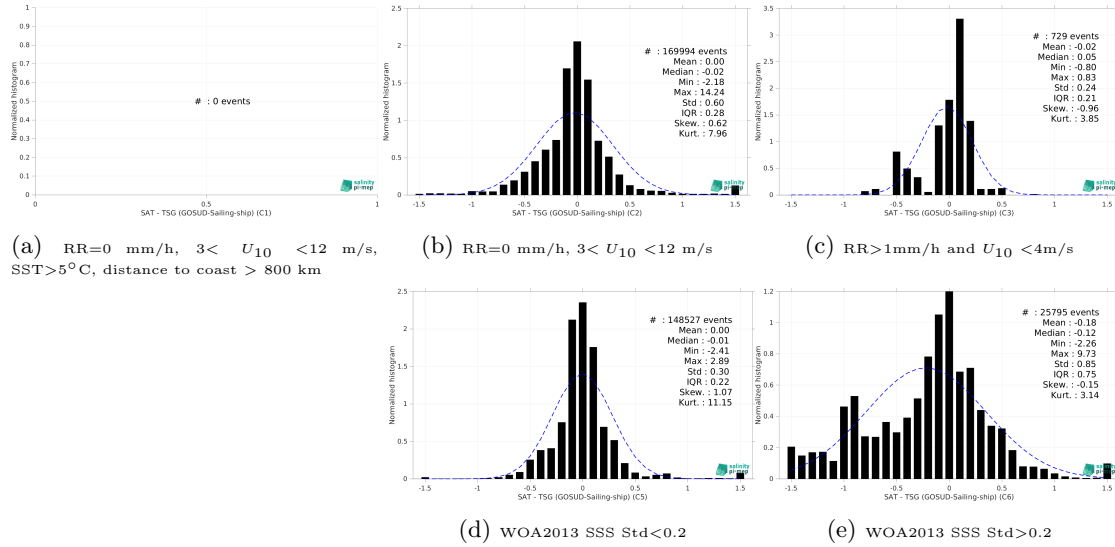 1
0.9
0.8
0.7
0.6
0.5
0.4
0.3
0.2
0.1
0
Normalized histogram
# : 0 events
salinity
pi-mep
0 0.5 1
SAT - TSG (GOSUD-Sailing-ship) (C1)
(a) RR=0 mm/h, 3< U10 <12 m/s,
SST>5°C, distance to coast > 800 km
2.5
2
1.5
1
0.5
0
Normalized histogram
# : 169994 events
Mean : 0.00
Median : -0.02
Min : -2.18
Max : 14.24
Std : 0.60
IQR : 0.28
Skew. : 0.62
Kurt. : 7.96
salinity
pi-mep
-1.5 -1 -0.5 0 0.5 1 1.5
SAT - TSG (GOSUD-Sailing-ship) (C2)
(b) RR=0 mm/h, 3< U10 <12 m/s
3.5
3
2.5
2
1.5
1
0.5
0
Normalized histogram
# : 729 events
Mean : -0.02
Median : 0.05
Min : -0.80
Max : 0.83
Std : 0.24
IQR : 0.21
Skew. : -0.96
Kurt. : 3.85
salinity
pi-mep
-1.5 -1 -0.5 0 0.5 1 1.5
SAT - TSG (GOSUD-Sailing-ship) (C3)
(c) RR>1mm/h and U10 <4m/s
2.5
2
1.5
1
0.5
0
Normalized histogram
# : 148527 events
Mean : 0.00
Median : -0.01
Min : -2.41
Max : 2.89
Std : 0.30
IQR : 0.22
Skew. : 1.07
Kurt. : 11.15
salinity
pi-mep
-1.5 -1 -0.5 0 0.5 1 1.5
SAT - TSG (GOSUD-Sailing-ship) (C5)
(d) WOA2013 SSS Std<0.2
1.2
1
0.8
0.6
0.4
0.2
0
Normalized histogram
# : 25795 events
Mean : -0.18
Median : -0.12
Min : -2.26
Max : 9.73
Std : 0.85
IQR : 0.75
Skew. : -0.15
Kurt. : 3.14
salinity
pi-mep
-1.5 -1 -0.5 0 0.5 1 1.5
SAT - TSG (GOSUD-Sailing-ship) (C6)
(e) WOA2013 SSS Std>0.2